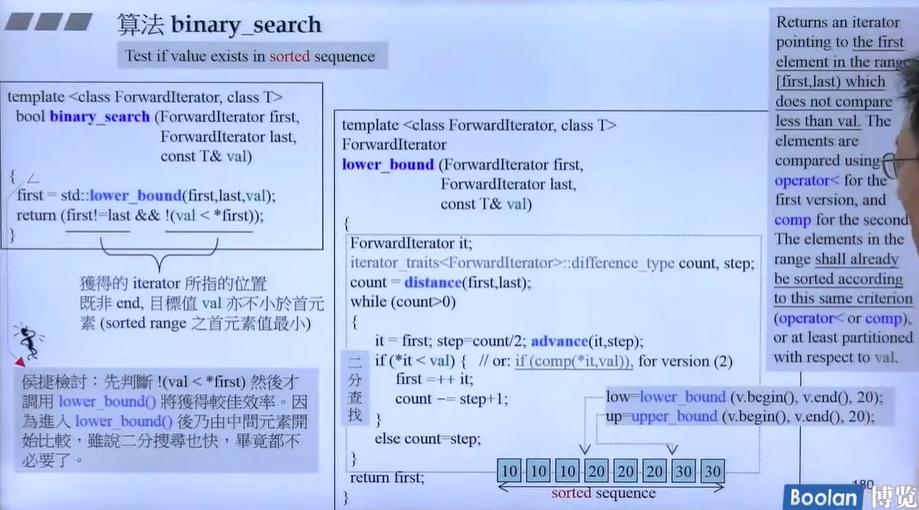 算法 binary_search
Test if value exists in sorted sequence
template <class ForwardIterator, class T>
bool binary_search (ForwardIterator first,
ForwardIterator last,
const T& val)
{
first = std::lower_bound(first,last,val);
return (first!=last && !(val < *first));
}
獲得的 iterator 所指的位置
既非 end, 目標值 val 亦不小於首元
素 (sorted range 之首元素值最小)
侯捷檢討：先判斷 !(val < *first) 然後才
調用 lower_bound() 將獲得較佳效率。因
為進入 lower_bound() 後乃由中間元素開
始比較，雖說二分搜尋也快，畢竟都不
必要了。
template <class ForwardIterator, class T>
ForwardIterator
lower_bound (ForwardIterator first,
ForwardIterator last,
const T& val)
{
ForwardIterator it;
iterator_traits<ForwardIterator>::difference_type count, step;
count = distance(first,last);
while (count>0)
{
it = first; step=count/2; advance(it,step);
if (*it < val) { // or: if (comp(*it,val)), for version (2)
first =++ it;
count −= step+1;
}
else count=step;
}
return first;
}
二分查找
low=lower_bound (v.begin(), v.end(), 20);
up=upper_bound (v.begin(), v.end(), 20);
10 10 10 20 20 20 30 30
sorted sequence
Returns an iterator
pointing to the first
element in the range
[first,last) which
does not compare
less than val. The
elements are
compared using
operator< for the
first version, and
comp for the second.
The elements in the
range shall already
be sorted according
to this same criterion
(operator< or comp),
or at least partitioned
with respect to val.
180
Boolan 博览